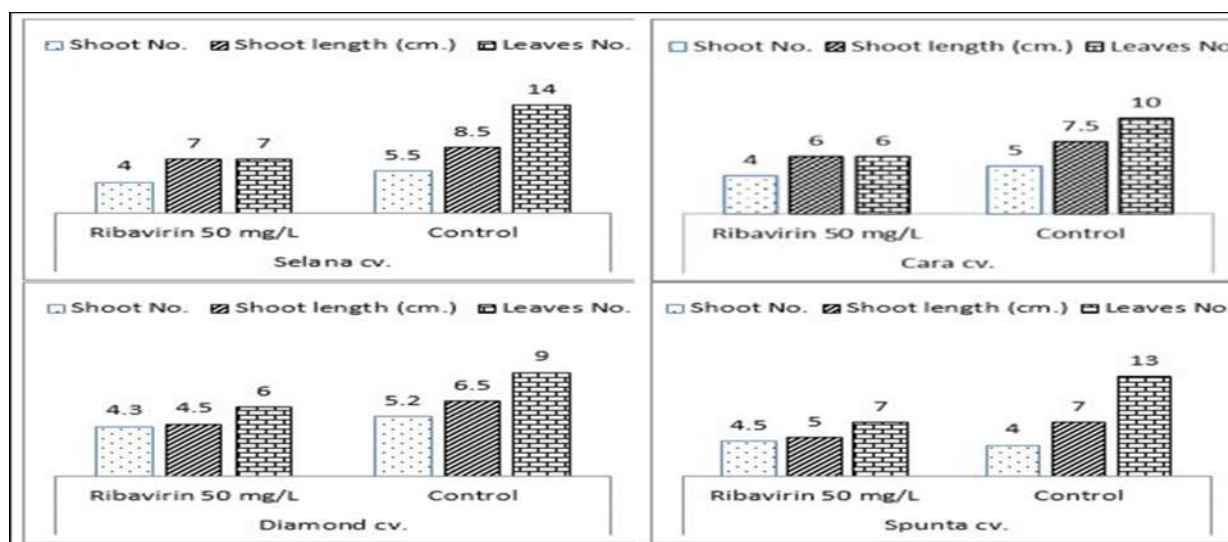 Shoot No. Shoot length (cm.) Leaves No.
14
8.5
7 7
5.5
4
Ribavirin 50 mg/L Control
Selana cv.
Shoot No. Shoot length (cm.) Leaves No.
10
7.5
6 6
5
4
Ribavirin 50 mg/L Control
Cara cv.
Shoot No. Shoot length (cm.) Leaves No.
9
6.5
6
5.2
4.3 4.5
Ribavirin 50 mg/L Control
Diamond cv.
Shoot No. Shoot length (cm.) Leaves No.
13
7 7
4.5 5
4
Ribavirin 50 mg/L Control
Spunta cv.